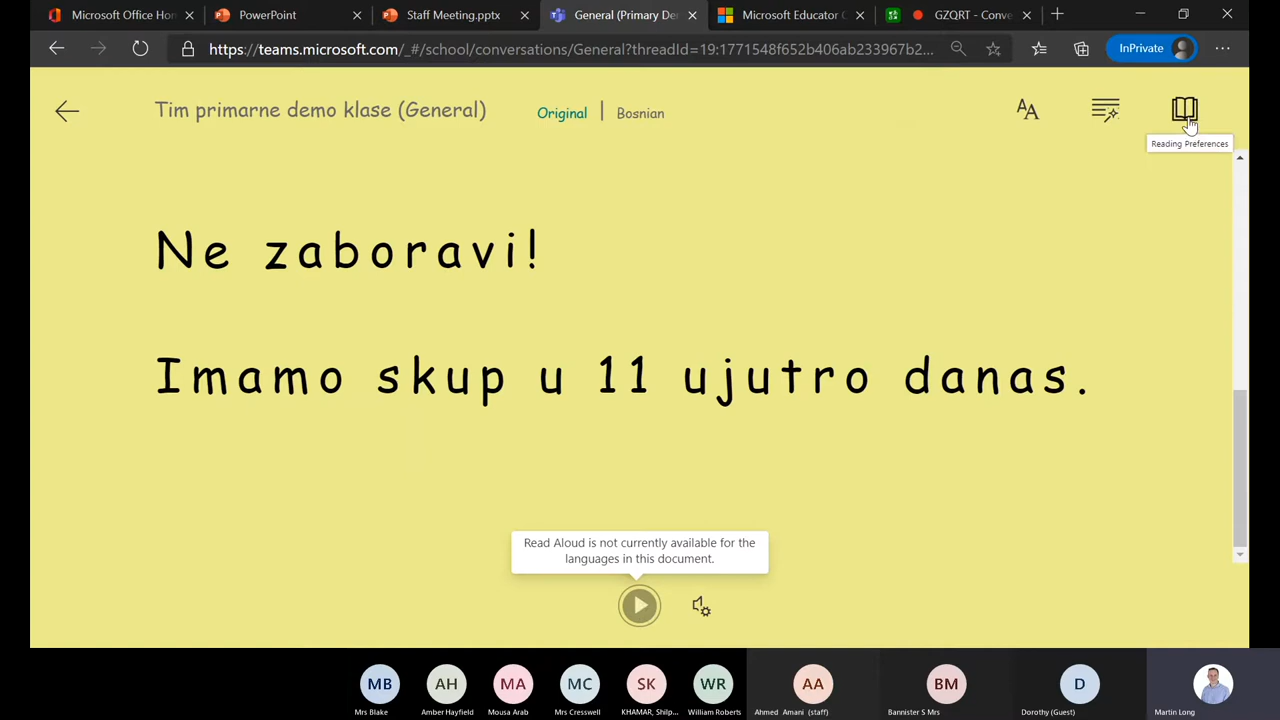 Microsoft Office Hom
PowerPoint
Staff Meeting.pptx
General (Primary De
Microsoft Educator C
GZQRT - Conve
https://teams.microsoft.com/_#/school/conversations/General?threadId=19:1771548f652b406ab233967b2...
InPrivate
Tim primarne demo klase (General)
Original | Bosnian
Reading Preferences
Ne zaboravi!
Imamo skup u 11 ujutro danas.
Read Aloud is not currently available for the
languages in this document.
MB AH MA MC SK WR AA BM D
Mrs Blake Amber Hayfield Mousa Arab Mrs Cresswell KHAMAR, Shilp... William Roberts Ahmed Amani (staff) Bannister S Mrs Dorothy (Guest) Martin Long